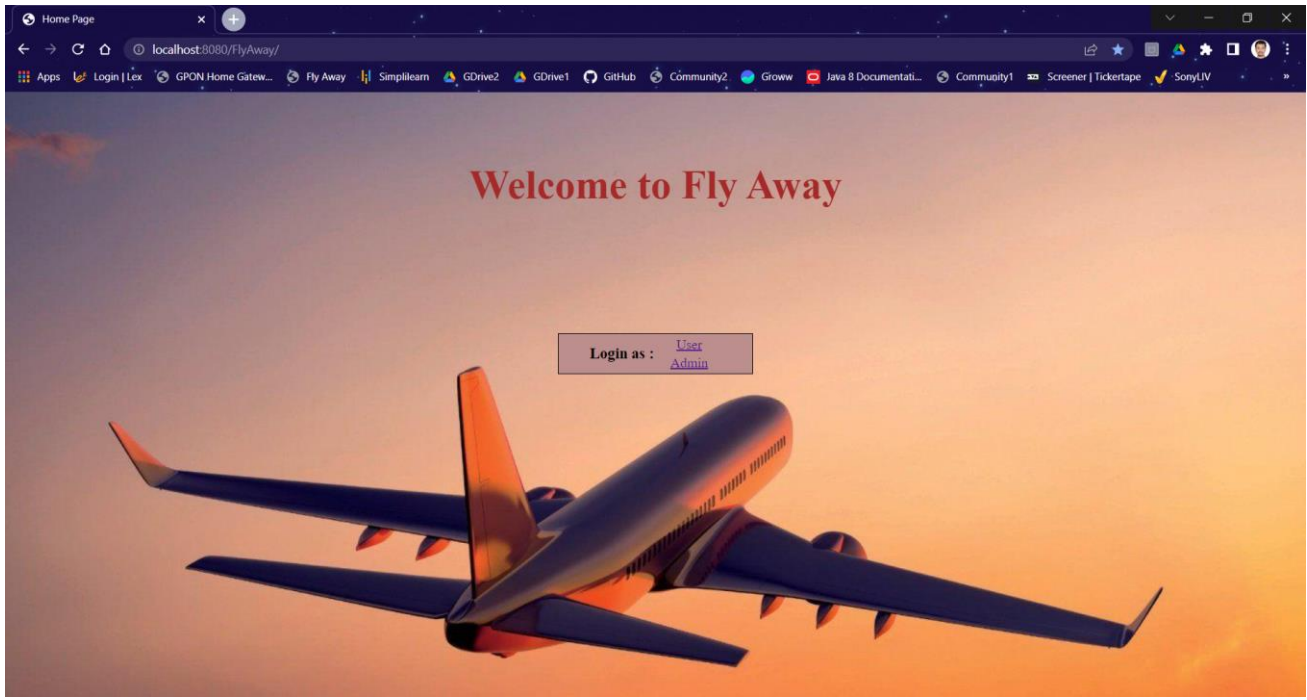 Home Page
localhost:8080/FlyAway/
Apps Login | Lex GPON Home Gatew... Fly Away Simplilearn GDrive2 GDrive1 GitHub Community2 Groww Java 8 Documentati... Community1 Screener | Tickertape SonyLIV »
Welcome to Fly Away
Login as : User
Admin